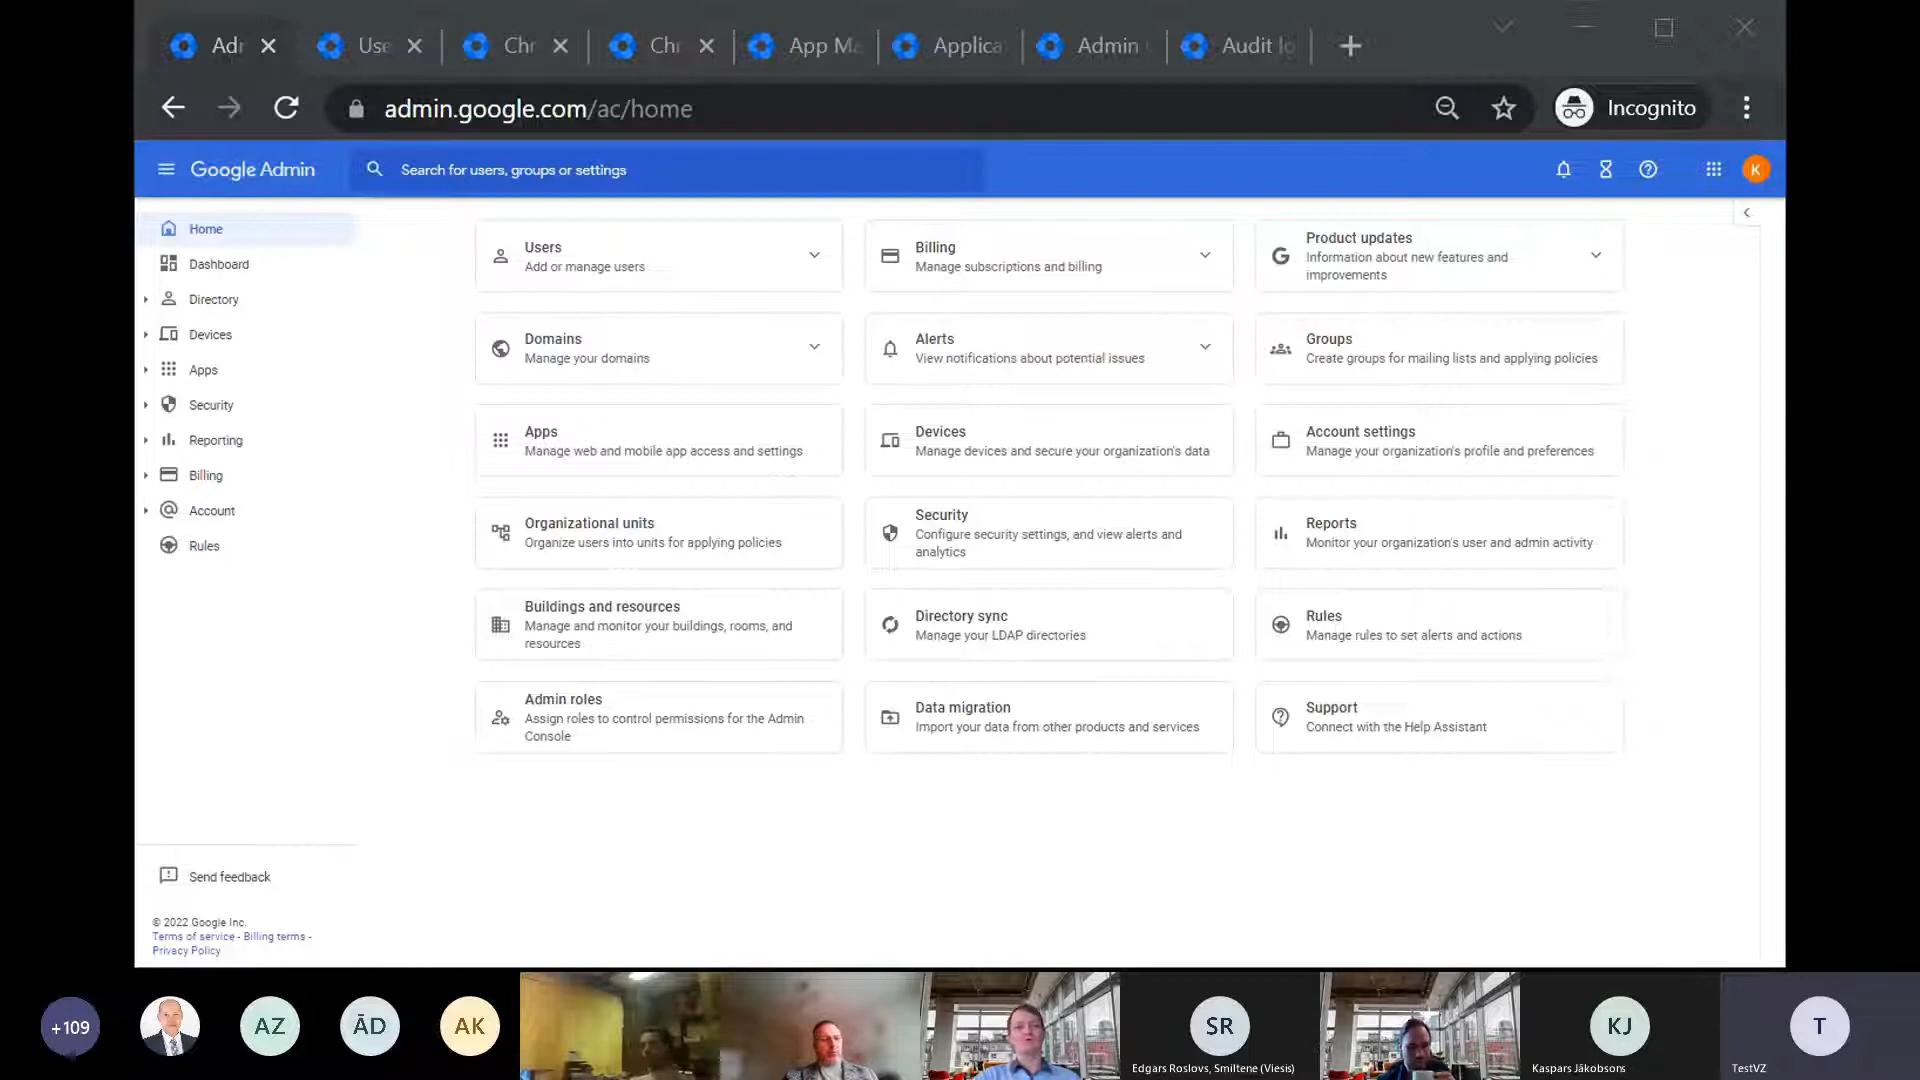 Adr
Use
Chr
Chr
App Ma
Applica
Admin
Audit lo
admin.google.com/ac/home
Incognito
Google Admin
Search for users, groups or settings
K
Home
Dashboard
Directory
Devices
Apps
Security
Reporting
Billing
Account
Rules
Users
Add or manage users
Billing
Manage subscriptions and billing
Product updates
Information about new features and
improvements
Domains
Manage your domains
Alerts
View notifications about potential issues
Groups
Create groups for mailing lists and applying policies
Apps
Manage web and mobile app access and settings
Devices
Manage devices and secure your organization's data
Account settings
Manage your organization's profile and preferences
Organizational units
Organize users into units for applying policies
Security
Configure security settings, and view alerts and
analytics
Reports
Monitor your organization's user and admin activity
Buildings and resources
Manage and monitor your buildings, rooms, and
resources
Directory sync
Manage your LDAP directories
Rules
Manage rules to set alerts and actions
Admin roles
Assign roles to control permissions for the Admin
Console
Data migration
Import your data from other products and services
Support
Connect with the Help Assistant
Send feedback
© 2022 Google Inc.
Terms of service - Billing terms -
Privacy Policy
+109
AZ
ĀD
AK
SR
Edgars Roslovs, Smiltene (Viesis)
KJ
Kaspars Jākobsons
T
TestVZ